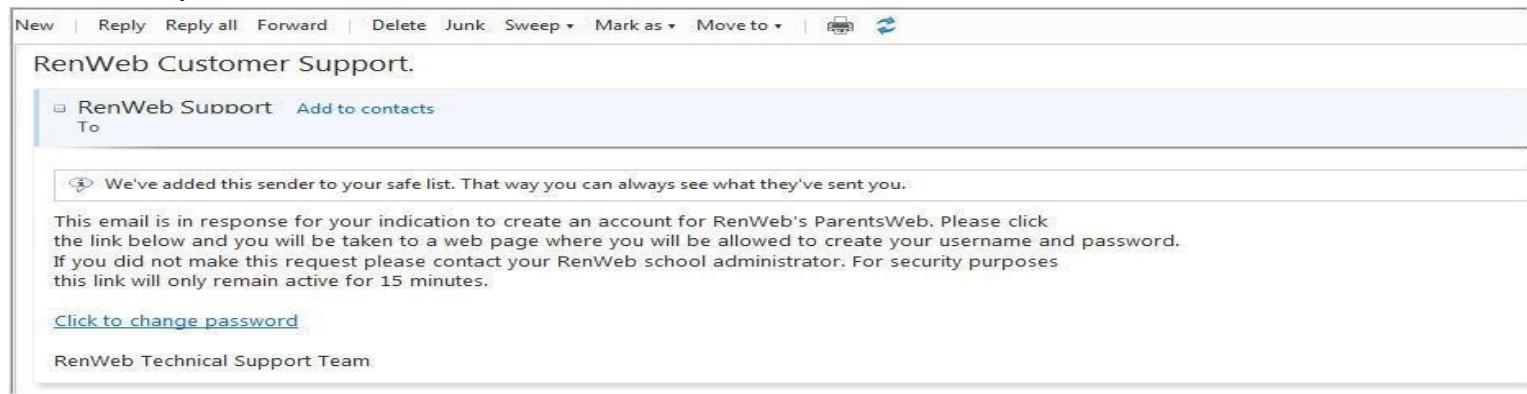 New | Reply Reply all Forward | Delete Junk Sweep ▾ Mark as ▾ Move to ▾ |
RenWeb Customer Support.
RenWeb Support Add to contacts
To
We've added this sender to your safe list. That way you can always see what they've sent you.
This email is in response for your indication to create an account for RenWeb's ParentsWeb. Please click
the link below and you will be taken to a web page where you will be allowed to create your username and password.
If you did not make this request please contact your RenWeb school administrator. For security purposes
this link will only remain active for 15 minutes.
Click to change password
RenWeb Technical Support Team